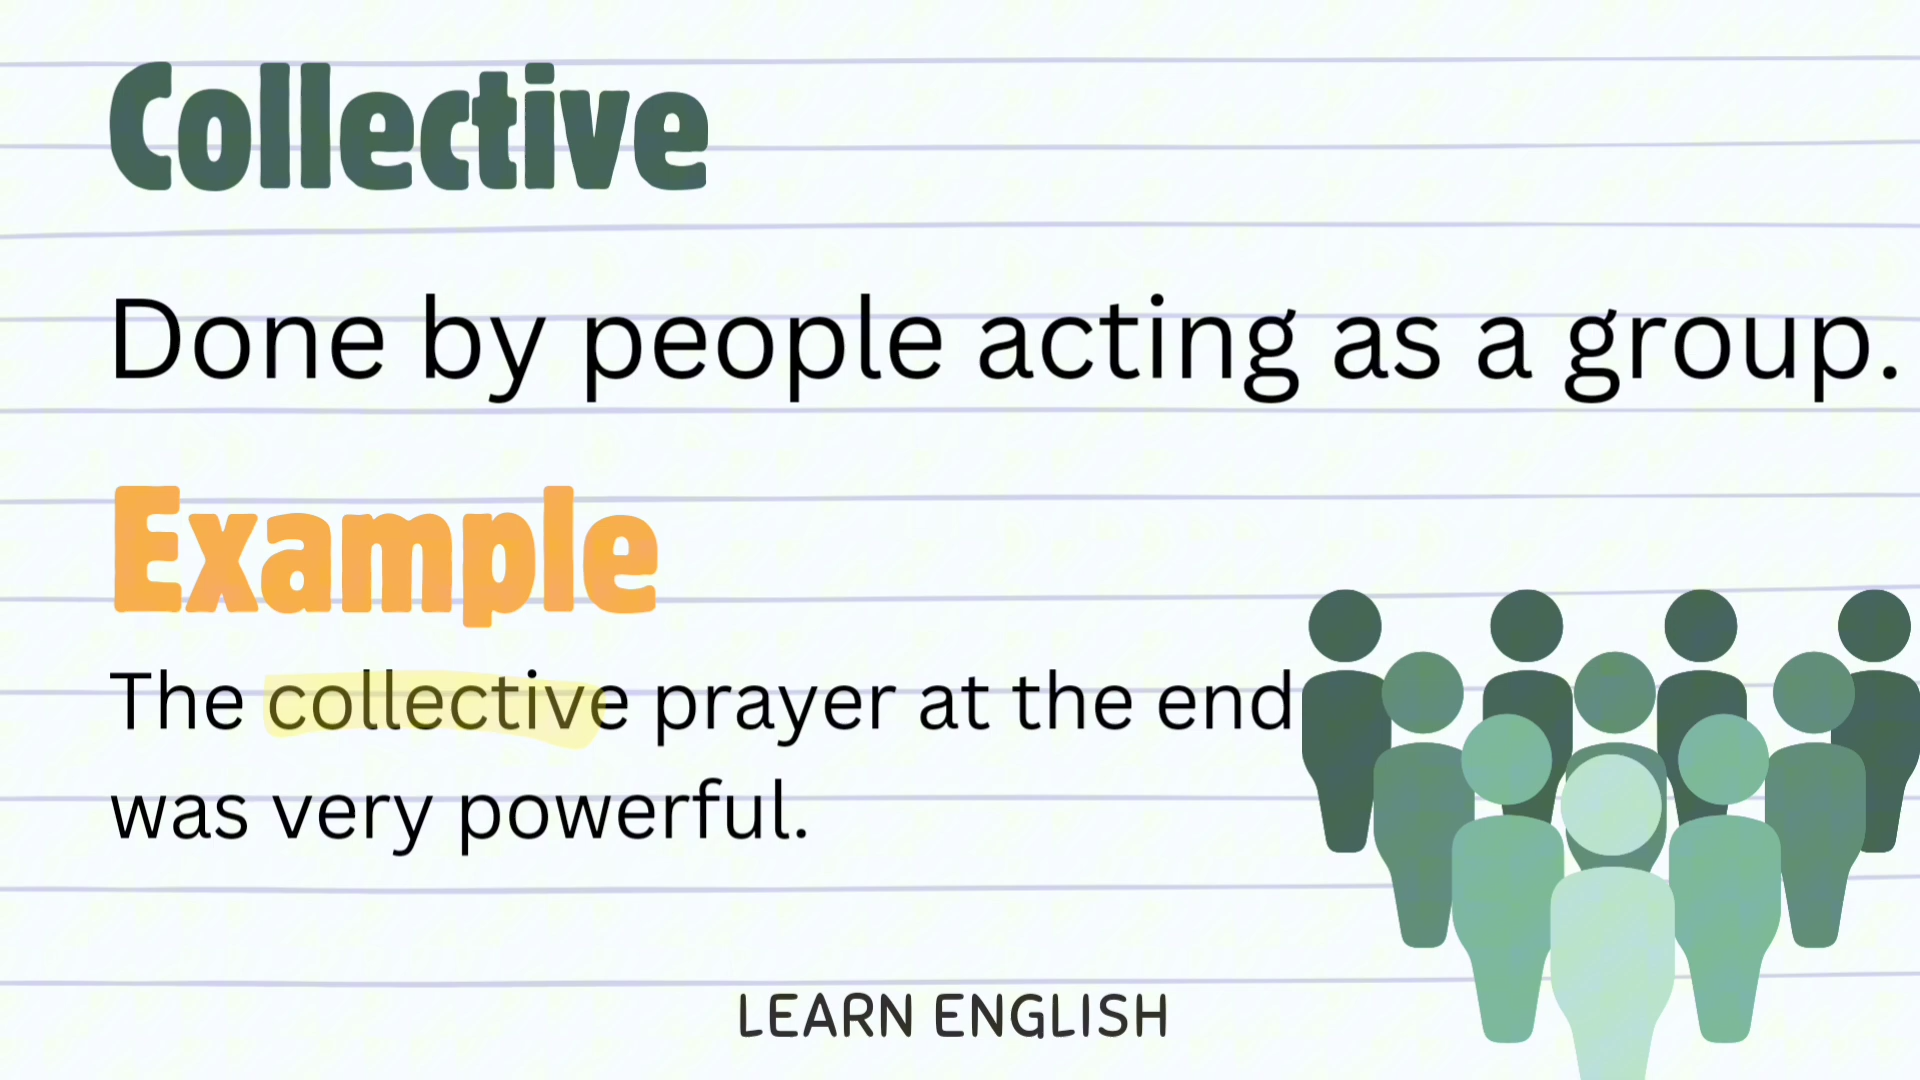 Collective
Done by people acting as a group.
Example
The collective prayer at the end
was very powerful.
LEARN ENGLISH